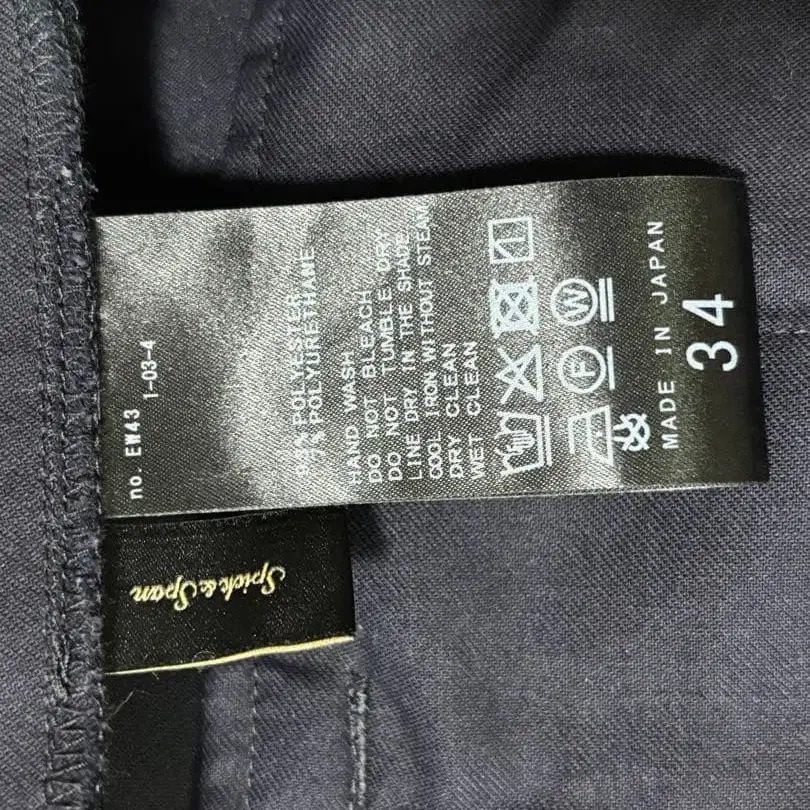 no. EW43
1-03-4
93% POLYESTER
7% POLYURETHANE
HAND WASH
DO NOT BLEACH
DO NOT TUMBLE DRY
LINE DRY IN THE SHADE
COOL IRON WITHOUT STEAM
DRY CLEAN
WET CLEAN
W
F
MADE IN JAPAN
34
Spick & Span